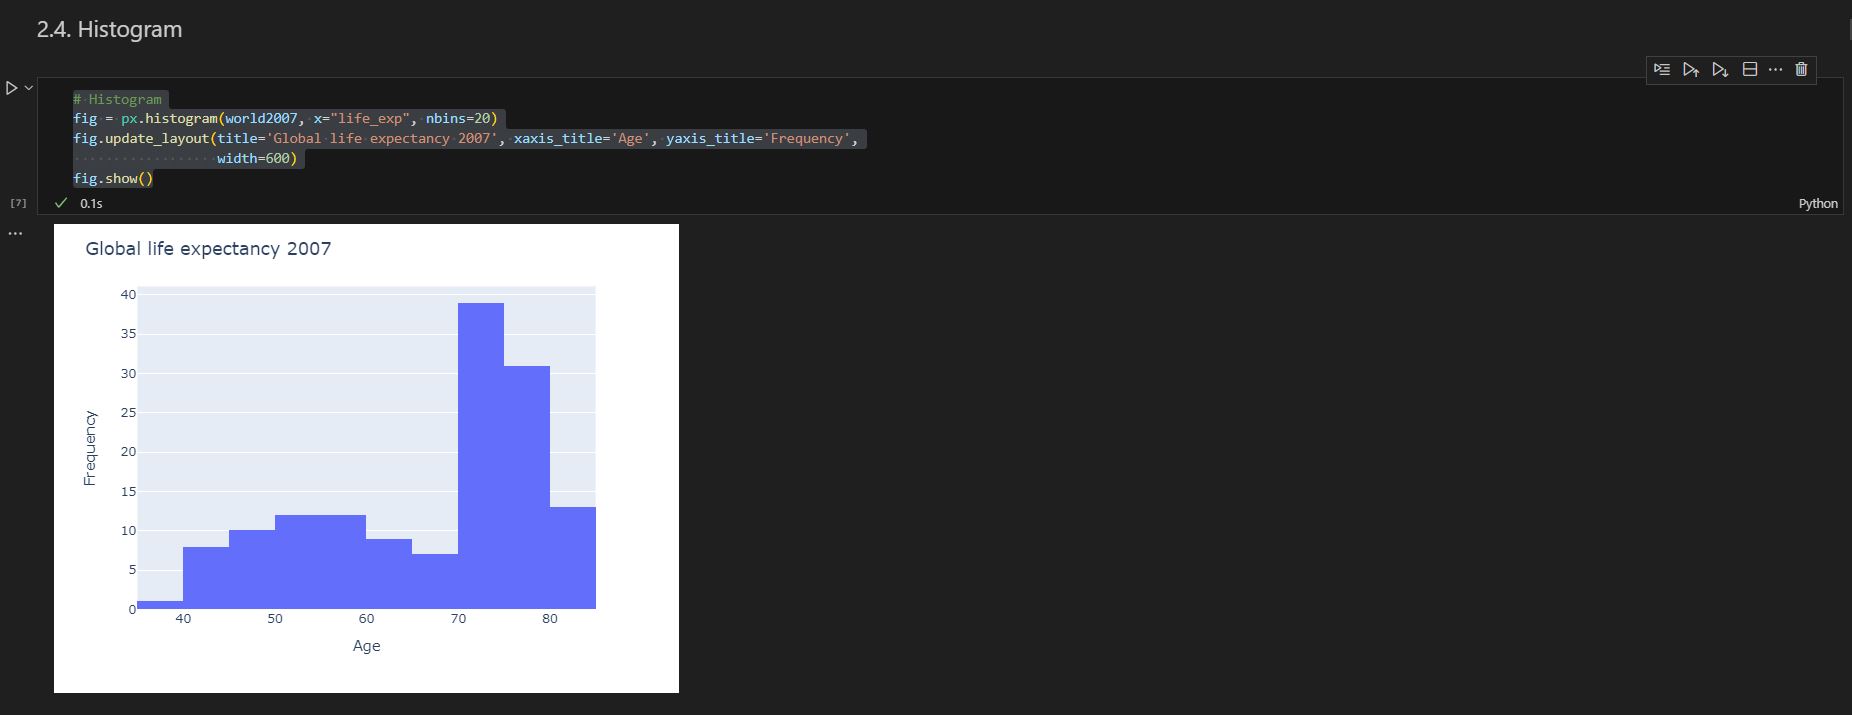 2.4. Histogram
# Histogram
fig = px.histogram(world2007, x="life_exp", nbins=20)
fig.update_layout(title='Global life expectancy 2007', xaxis_title='Age', yaxis_title='Frequency',
                  width=600)
fig.show()
[7]
0.1s
Python
Global life expectancy 2007
40
35
30
25
20
15
10
5
0
Frequency
40 50 60 70 80
Age